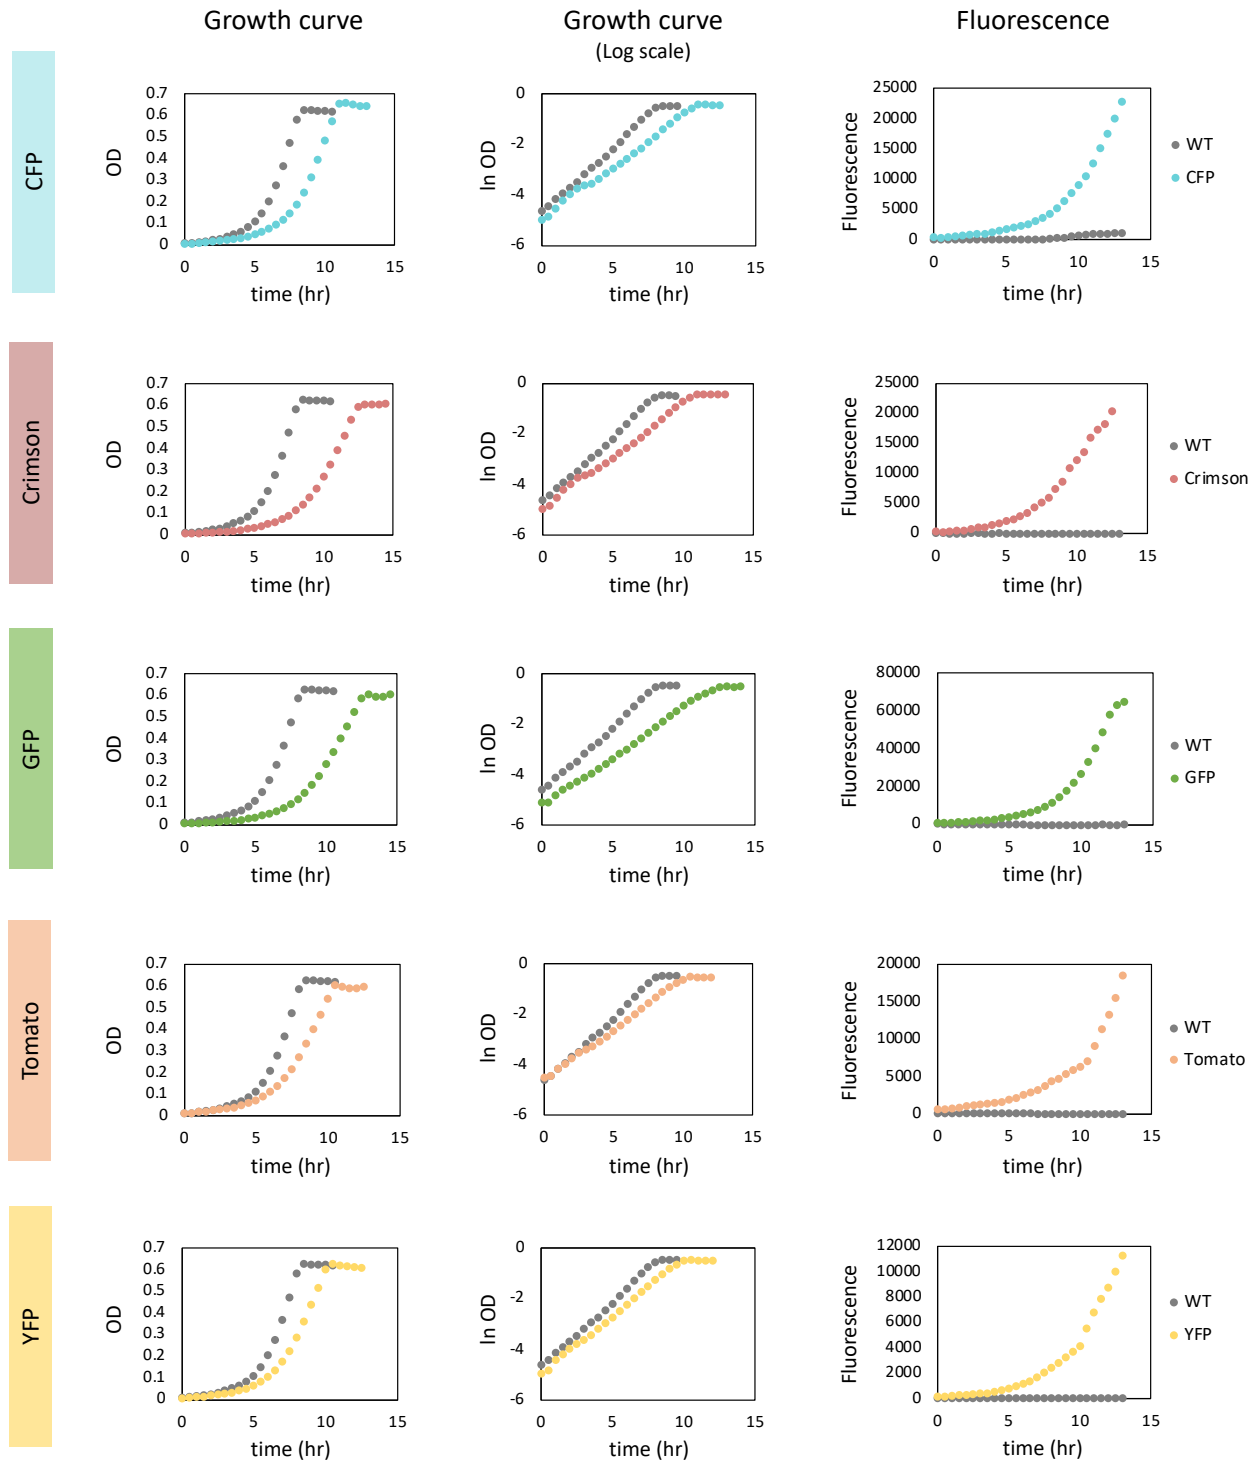 Growth curve
Growth curve
(Log scale)
Fluorescence
CFP
OD
0.7
0.6
0.5
0.4
0.3
0.2
0.1
0
0 5 10 15
time (hr)
ln OD
0
-2
-4
-6
0 5 10 15
time (hr)
Fluorescence
25000
20000
15000
10000
5000
0
0 5 10 15
time (hr)
WT
CFP
Crimson
OD
0.7
0.6
0.5
0.4
0.3
0.2
0.1
0
0 5 10 15
time (hr)
ln OD
0
-2
-4
-6
0 5 10 15
time (hr)
Fluorescence
25000
20000
15000
10000
5000
0
0 5 10 15
time (hr)
WT
Crimson
GFP
OD
0.7
0.6
0.5
0.4
0.3
0.2
0.1
0
0 5 10 15
time (hr)
ln OD
0
-2
-4
-6
0 5 10 15
time (hr)
Fluorescence
80000
60000
40000
20000
0
0 5 10 15
time (hr)
WT
GFP
Tomato
OD
0.7
0.6
0.5
0.4
0.3
0.2
0.1
0
0 5 10 15
time (hr)
ln OD
0
-2
-4
-6
0 5 10 15
time (hr)
Fluorescence
20000
15000
10000
5000
0
0 5 10 15
time (hr)
WT
Tomato
YFP
OD
0.7
0.6
0.5
0.4
0.3
0.2
0.1
0
0 5 10 15
time (hr)
ln OD
0
-2
-4
-6
0 5 10 15
time (hr)
Fluorescence
12000
10000
8000
6000
4000
2000
0
0 5 10 15
time (hr)
WT
YFP